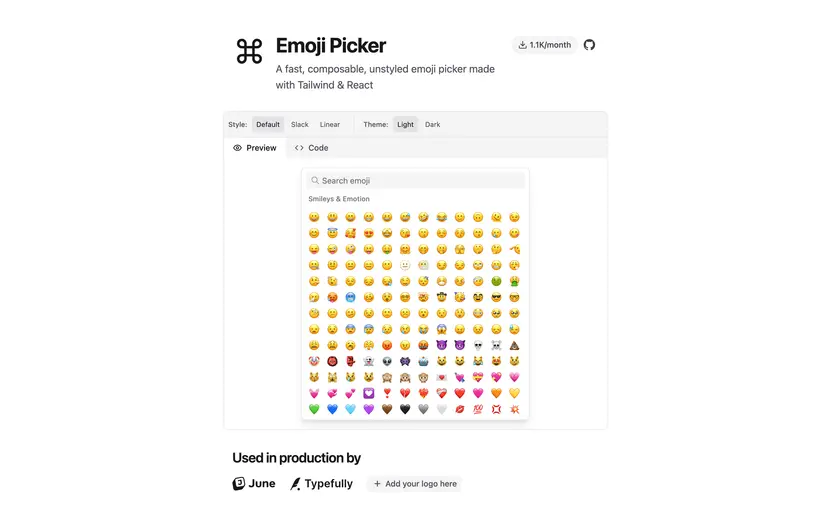 Emoji Picker
1.1K/month
A fast, composable, unstyled emoji picker made
with Tailwind & React
Style: Default Slack Linear Theme: Light Dark
Preview Code
Search emoji
Smileys & Emotion
Used in production by
June Typefully + Add your logo here